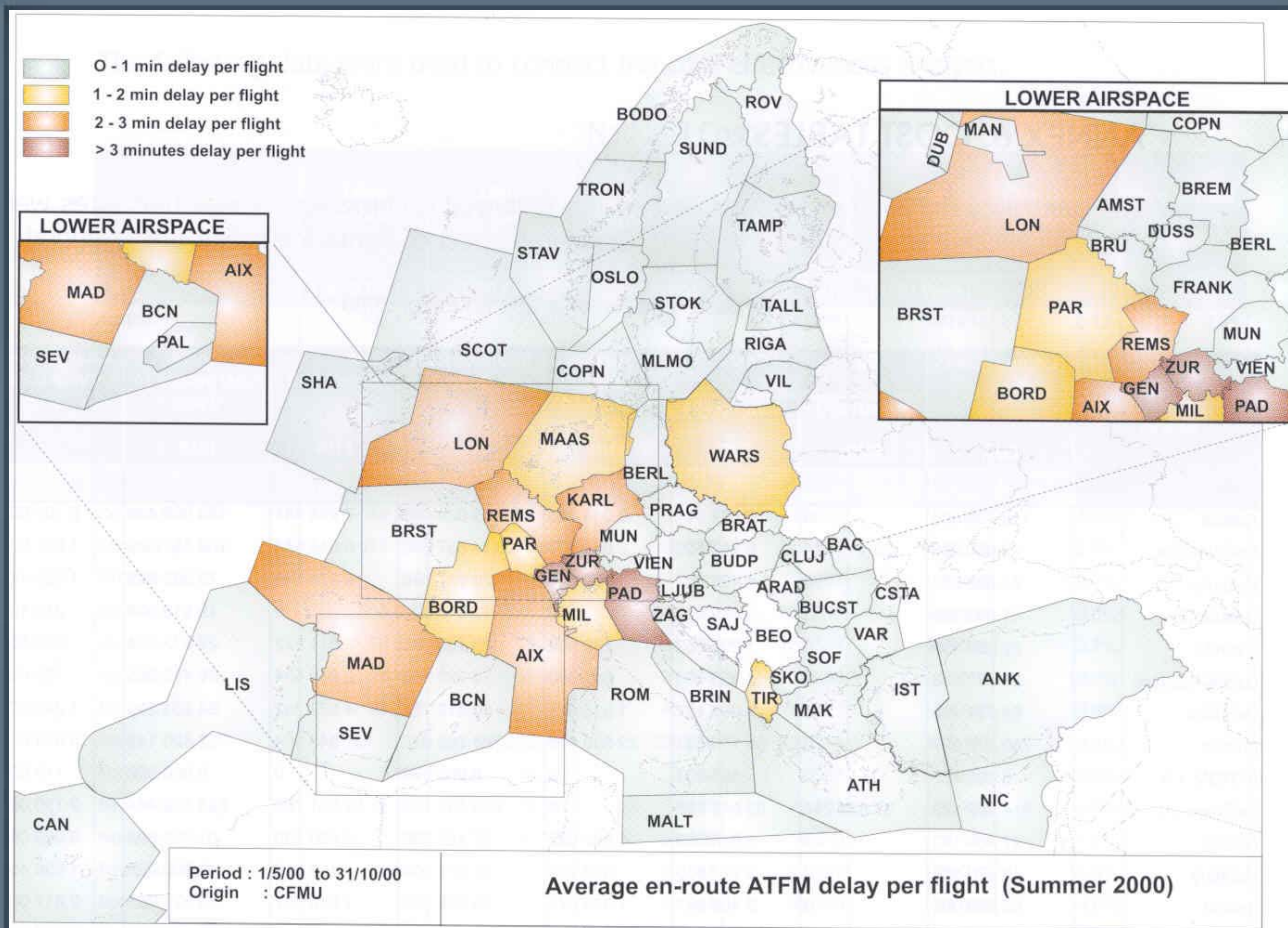 O - 1 min delay per flight
1 - 2 min delay per flight
2 - 3 min delay per flight
> 3 minutes delay per flight
LOWER AIRSPACE
MAD
AIX
BCN
PAL
SEV
LOWER AIRSPACE
DUB
MAN
COPN
LON
AMST
BREM
BRU
DUSS
BERL
FRANK
BRST
PAR
MUN
REMS
ZUR
VIEN
BORD
AIX
GEN
MIL
PAD
BODO
ROV
SUND
TRON
TAMP
STAV
OSLO
STOK
TALL
SCOT
MLMO
RIGA
SHA
COPN
VIL
LON
MAAS
WARS
BERL
KARL
REMS
PRAG
BRST
PAR
MUN
BRAT
BAC
ZUR
VIEN
BUDP
CLUJ
GEN
PAD
LJUB
ARAD
CSTA
BORD
MIL
ZAG
SAJ
BUCST
BEO
VAR
MAD
AIX
SOF
LIS
ROM
BRIN
SKO
IST
ANK
BCN
TIR
MAK
SEV
ATH
NIC
MALT
CAN
Period : 1/5/00 to 31/10/00
Origin : CFMU
Average en-route ATFM delay per flight (Summer 2000)